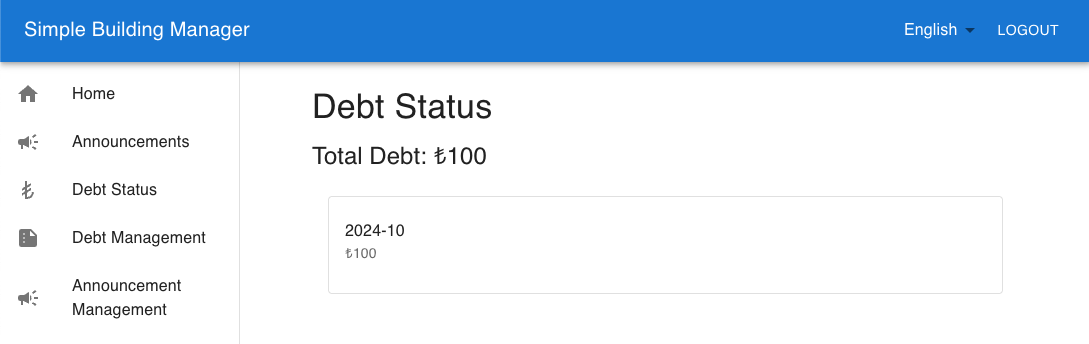 Simple Building Manager
English
LOGOUT
Home
Announcements
Debt Status
Debt Management
Announcement
Management
Debt Status
Total Debt: ₺100
2024-10
₺100